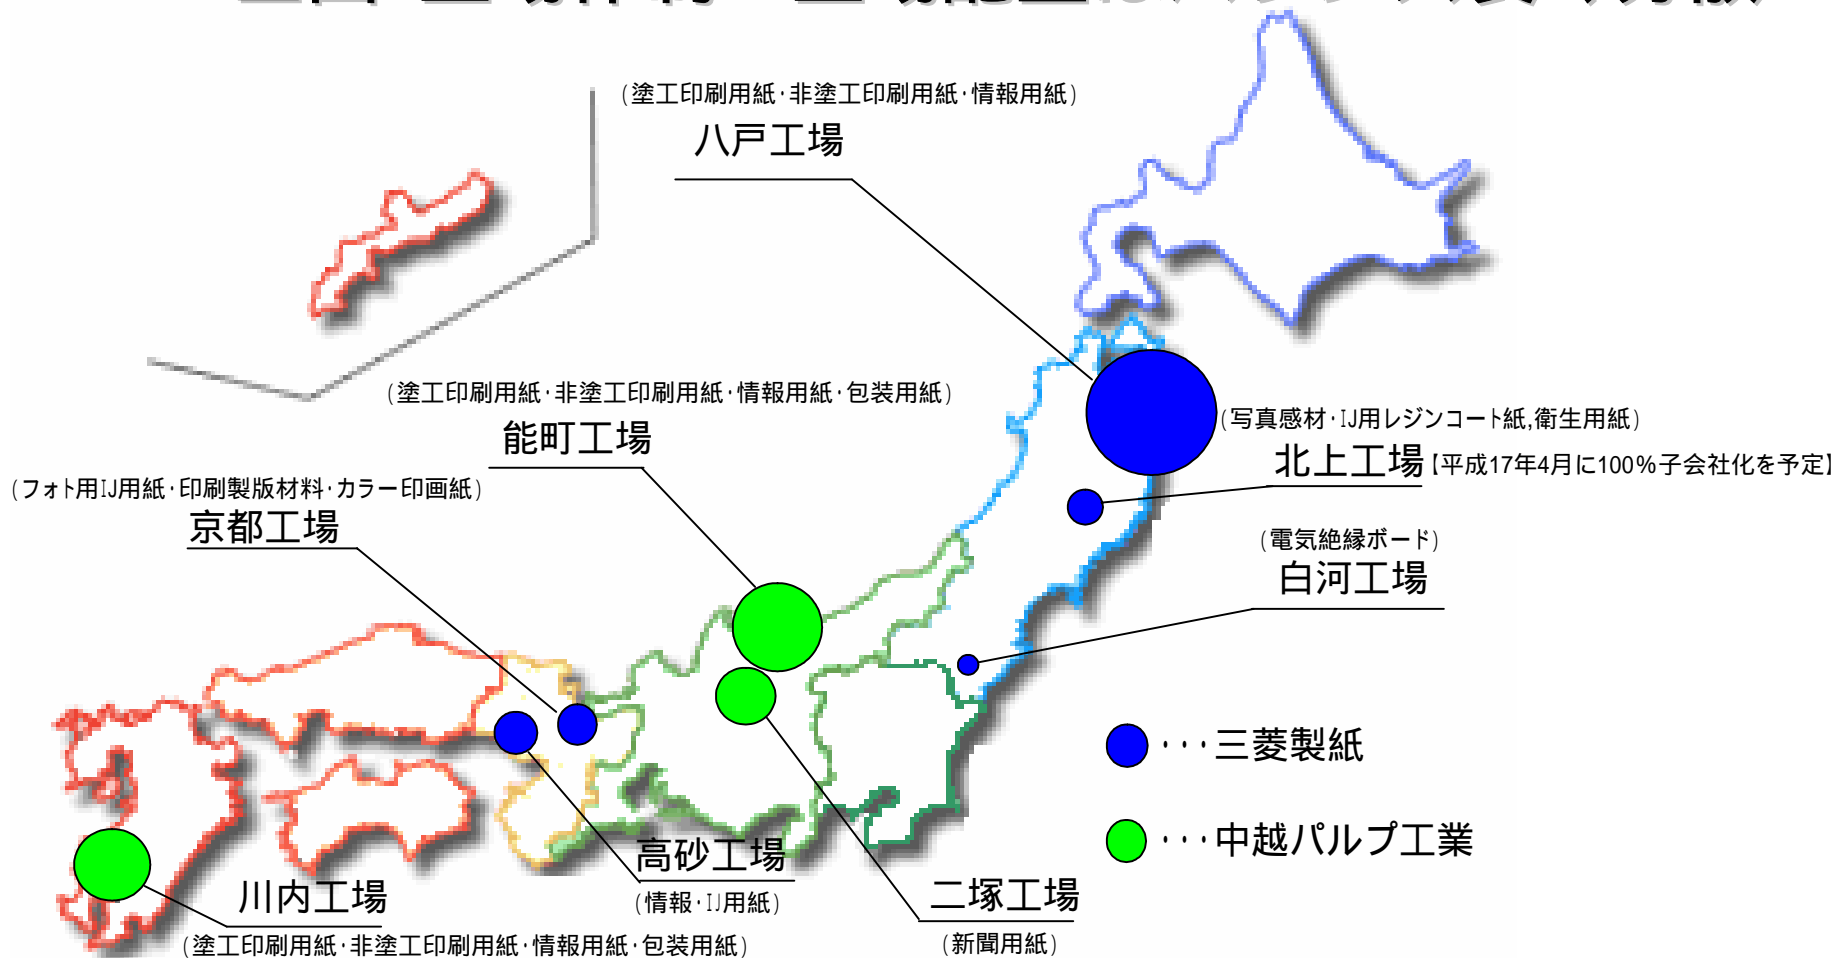 (塗工印刷用紙･非塗工印刷用紙･情報用紙)
八戸工場
(塗工印刷用紙･非塗工印刷用紙･情報用紙･包装用紙)
能町工場
(写真感材･IJ用レジンコート紙,衛生用紙)
北上工場【平成17年4月に100％子会社化を予定】
(フォト用IJ用紙･印刷製版材料･カラー印画紙)
京都工場
(電気絶縁ボード)
白河工場
･･･三菱製紙
･･･中越パルプ工業
高砂工場
(情報･IJ用紙)
川内工場
(塗工印刷用紙･非塗工印刷用紙･情報用紙･包装用紙)
二塚工場
(新聞用紙)